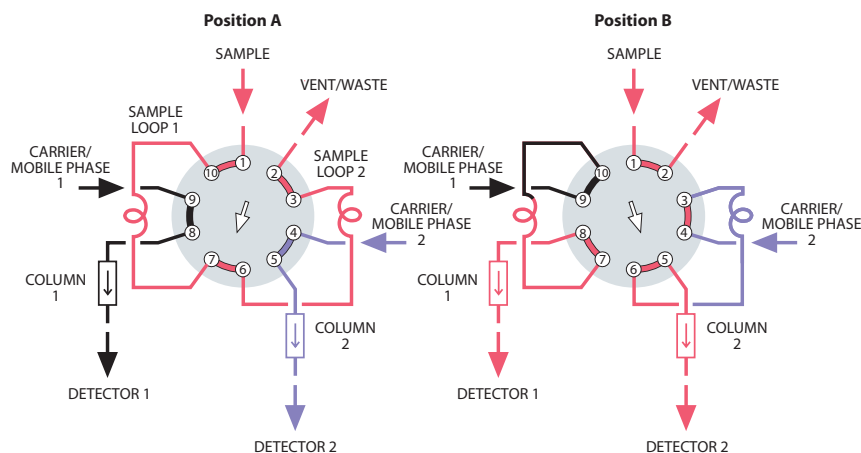 Position A
SAMPLE
VENT/WASTE
SAMPLE
LOOP 1
SAMPLE
LOOP 2
CARRIER/
MOBILE PHASE
1
CARRIER/
MOBILE PHASE
2
1
2
3
4
5
6
7
8
9
10
COLUMN
1
COLUMN
2
DETECTOR 1
DETECTOR 2
Position B
SAMPLE
VENT/WASTE
CARRIER/
MOBILE PHASE
1
CARRIER/
MOBILE PHASE
2
1
2
3
4
5
6
7
8
9
10
COLUMN
1
COLUMN
2
DETECTOR 1
DETECTOR 2